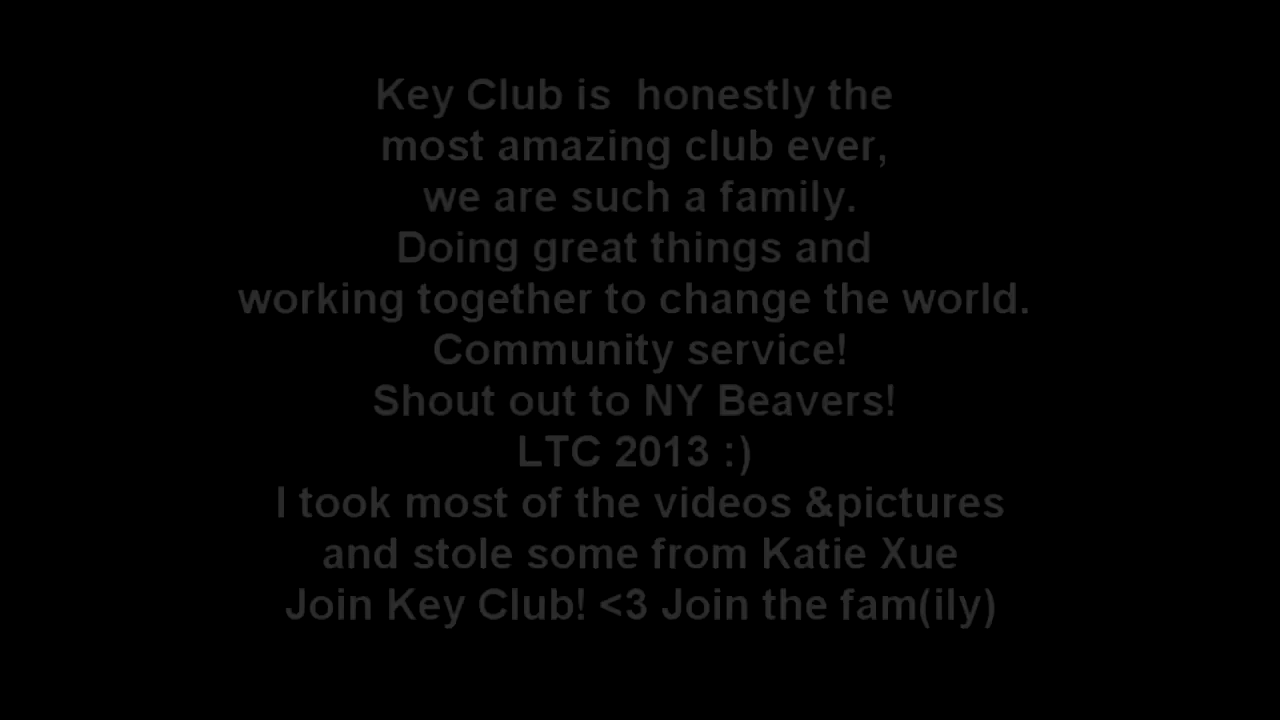 Key Club is  honestly the
most amazing club ever,
we are such a family.
Doing great things and
working together to change the world.
Community service!
Shout out to NY Beavers!
LTC 2013 :)
I took most of the videos &pictures
and stole some from Katie Xue
Join Key Club! <3 Join the fam(ily)